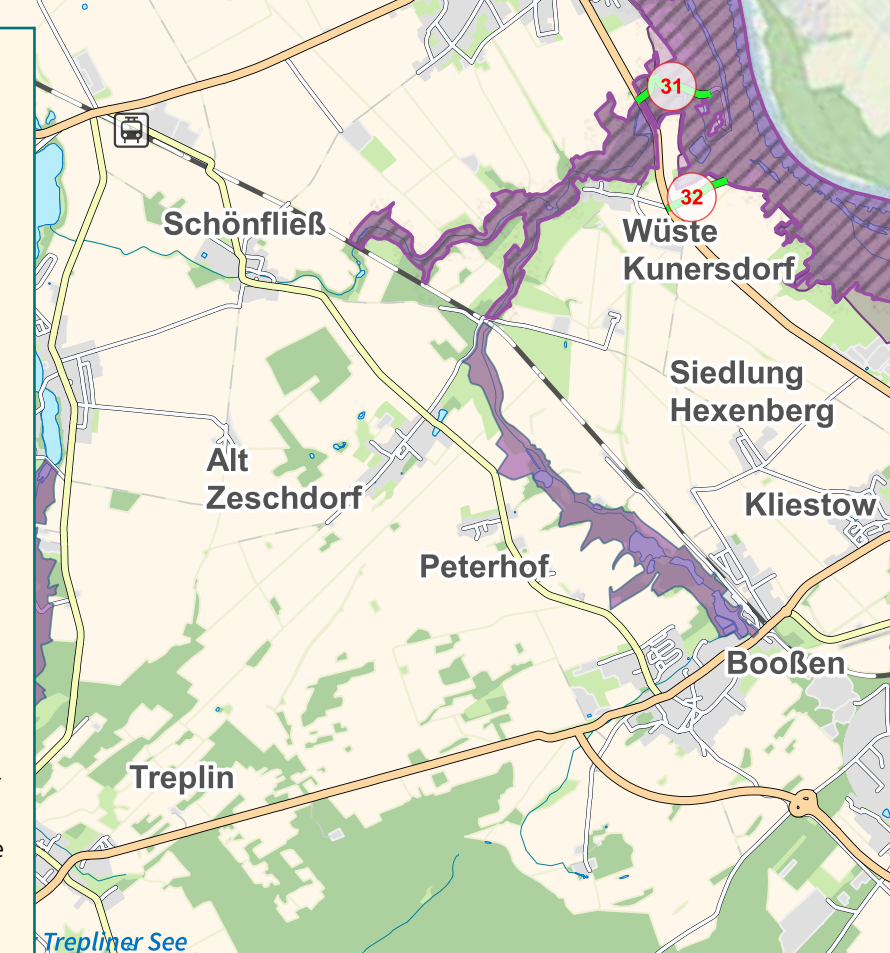 31
32
Schönfließ
Wüste
Kunersdorf
Siedlung
Hexenberg
Alt
Zeschdorf
Kliestow
Peterhof
Booßen
Treplin
e
Trepliner See